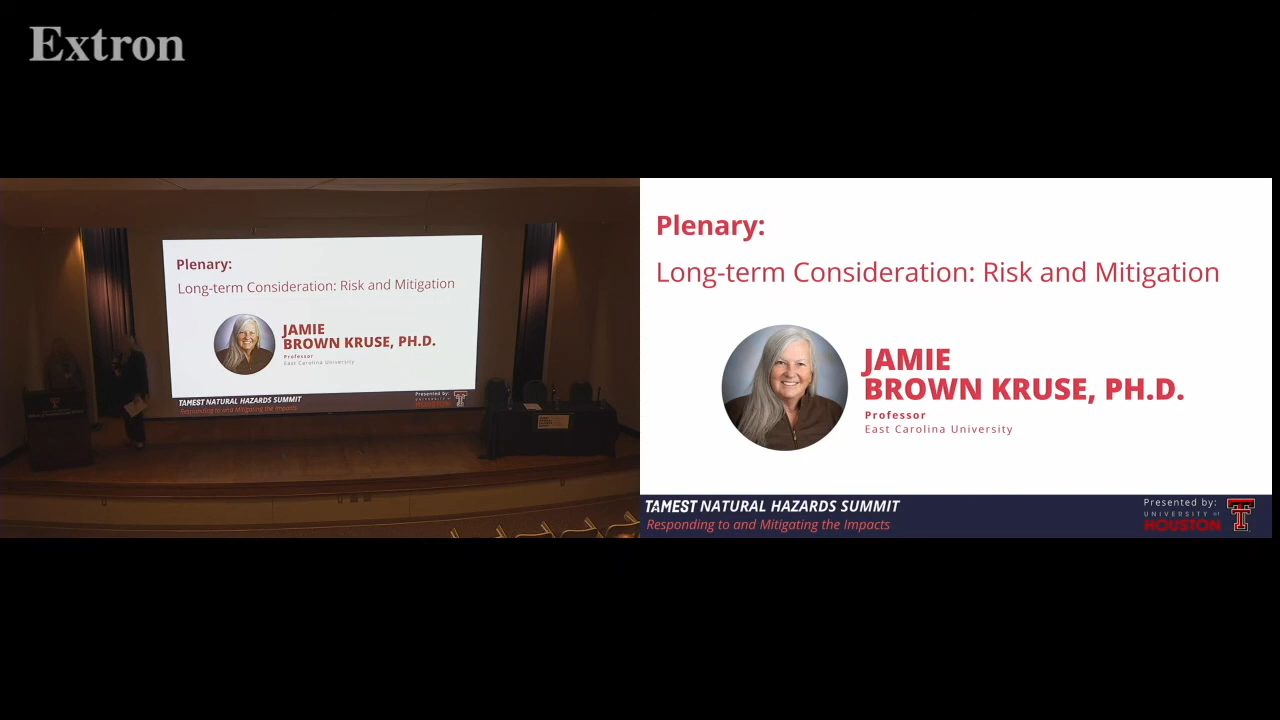 Extron
Plenary:
Long-term Consideration: Risk and Mitigation
JAMIE
BROWN KRUSE, PH.D.
Professor
East Carolina University
TAMEST NATURAL HAZARDS SUMMIT
Responding to and Mitigating the Impacts
Presented by:
Plenary:
Long-term Consideration: Risk and Mitigation
JAMIE
BROWN KRUSE, PH.D.
Professor
East Carolina University
TAMEST NATURAL HAZARDS SUMMIT
Responding to and Mitigating the Impacts
Presented by:
UNIVERSITY of
HOUSTON
T